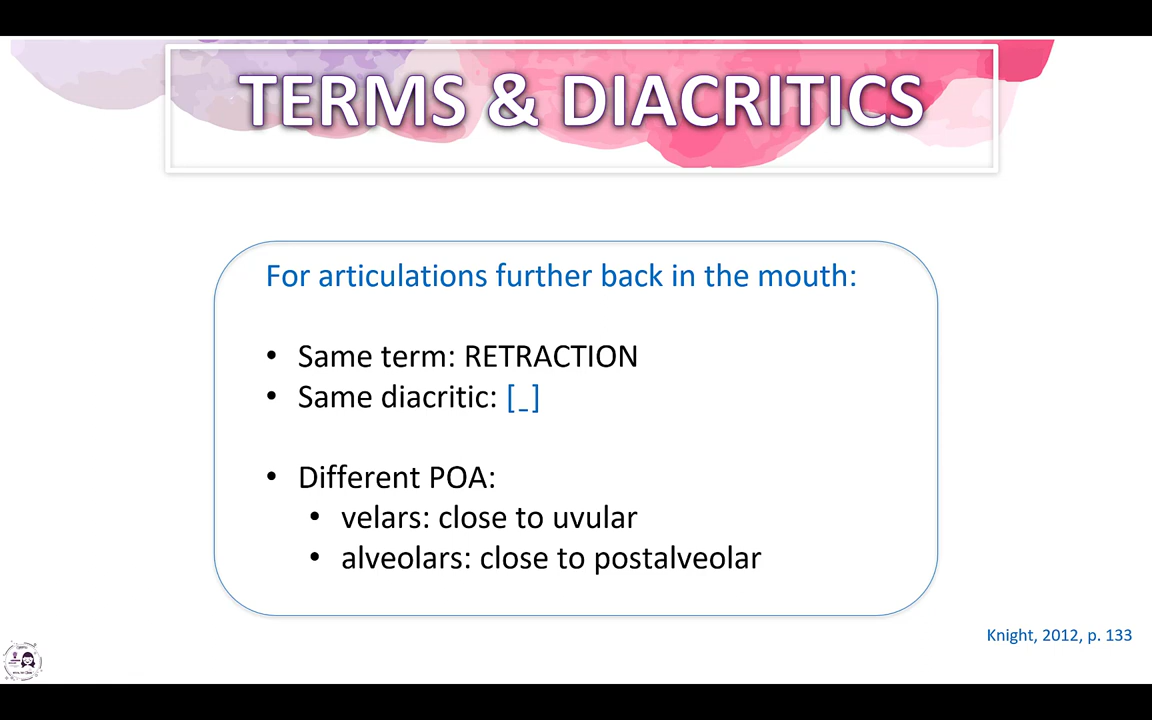 TERMS & DIACRITICS
For articulations further back in the mouth:
• Same term: RETRACTION
• Same diacritic: [_]
• Different POA:
• velars: close to uvular
• alveolars: close to postalveolar
Knight, 2012, p. 133